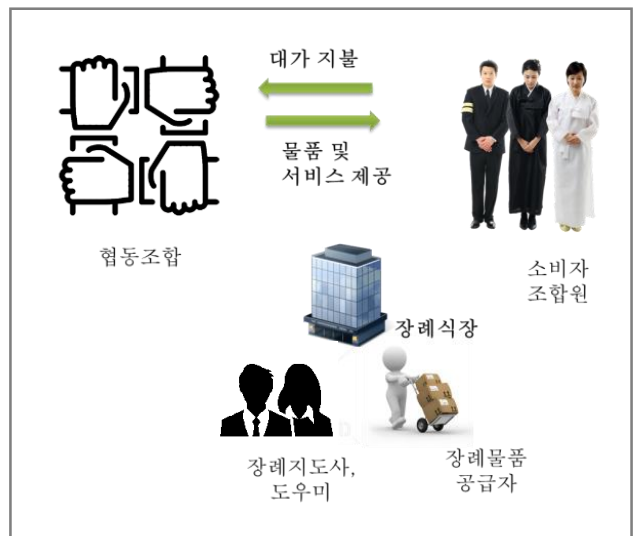 대가 지불
물품 및
서비스 제공
협동조합
소비자
조합원
장례식장
장례지도사,
도우미
장례물품
공급자